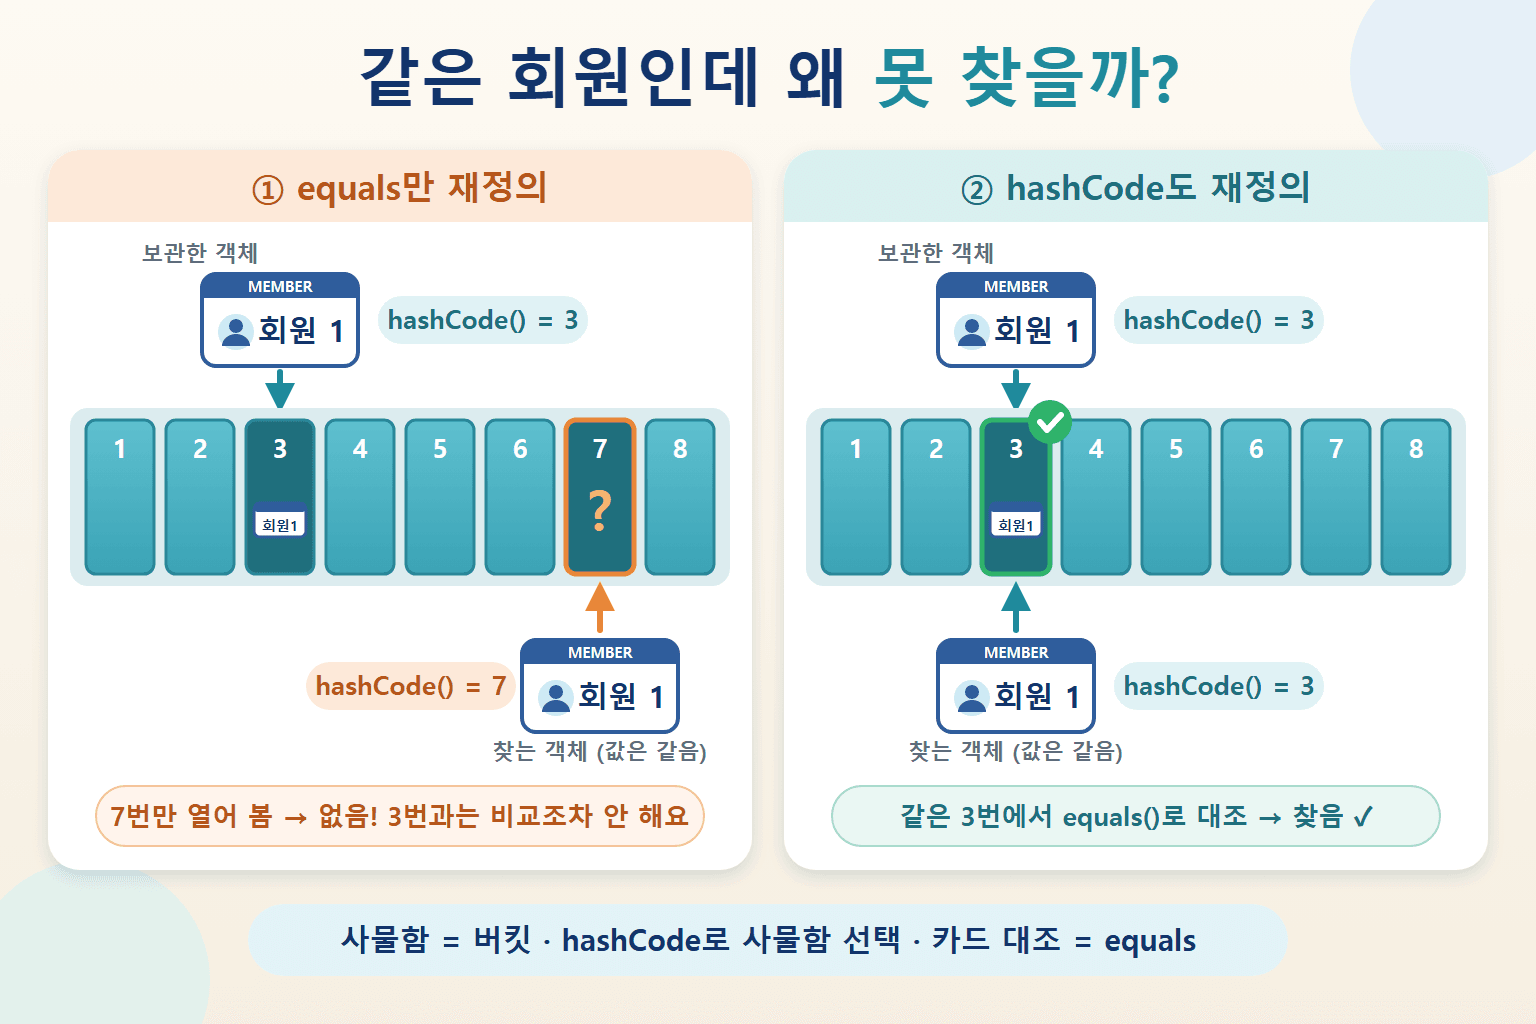 같은 회원인데 왜 못 찾을까?
① equals만 재정의
보관한 객체
MEMBER
회원 1
hashCode() = 3
1 2 3 4 5 6 7 8
회원1
?
MEMBER
hashCode() = 7
회원 1
찾는 객체 (값은 같음)
7번만 열어 봄 → 없음! 3번과는 비교조차 안 해요
② hashCode도 재정의
보관한 객체
MEMBER
회원 1
hashCode() = 3
1 2 3 4 5 6 7 8
회원1
MEMBER
회원 1
hashCode() = 3
찾는 객체 (값은 같음)
같은 3번에서 equals()로 대조 → 찾음 ✓
사물함 = 버킷 · hashCode로 사물함 선택 · 카드 대조 = equals